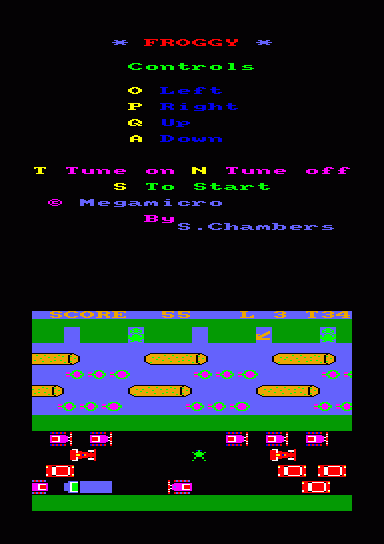 * FROGGY *
Controls
O Left
P Right
Q Up
A Down
T Tune on N Tune off
S To Start
© Megamicro
By
S.Chambers
SCORE 55 L 3 T34